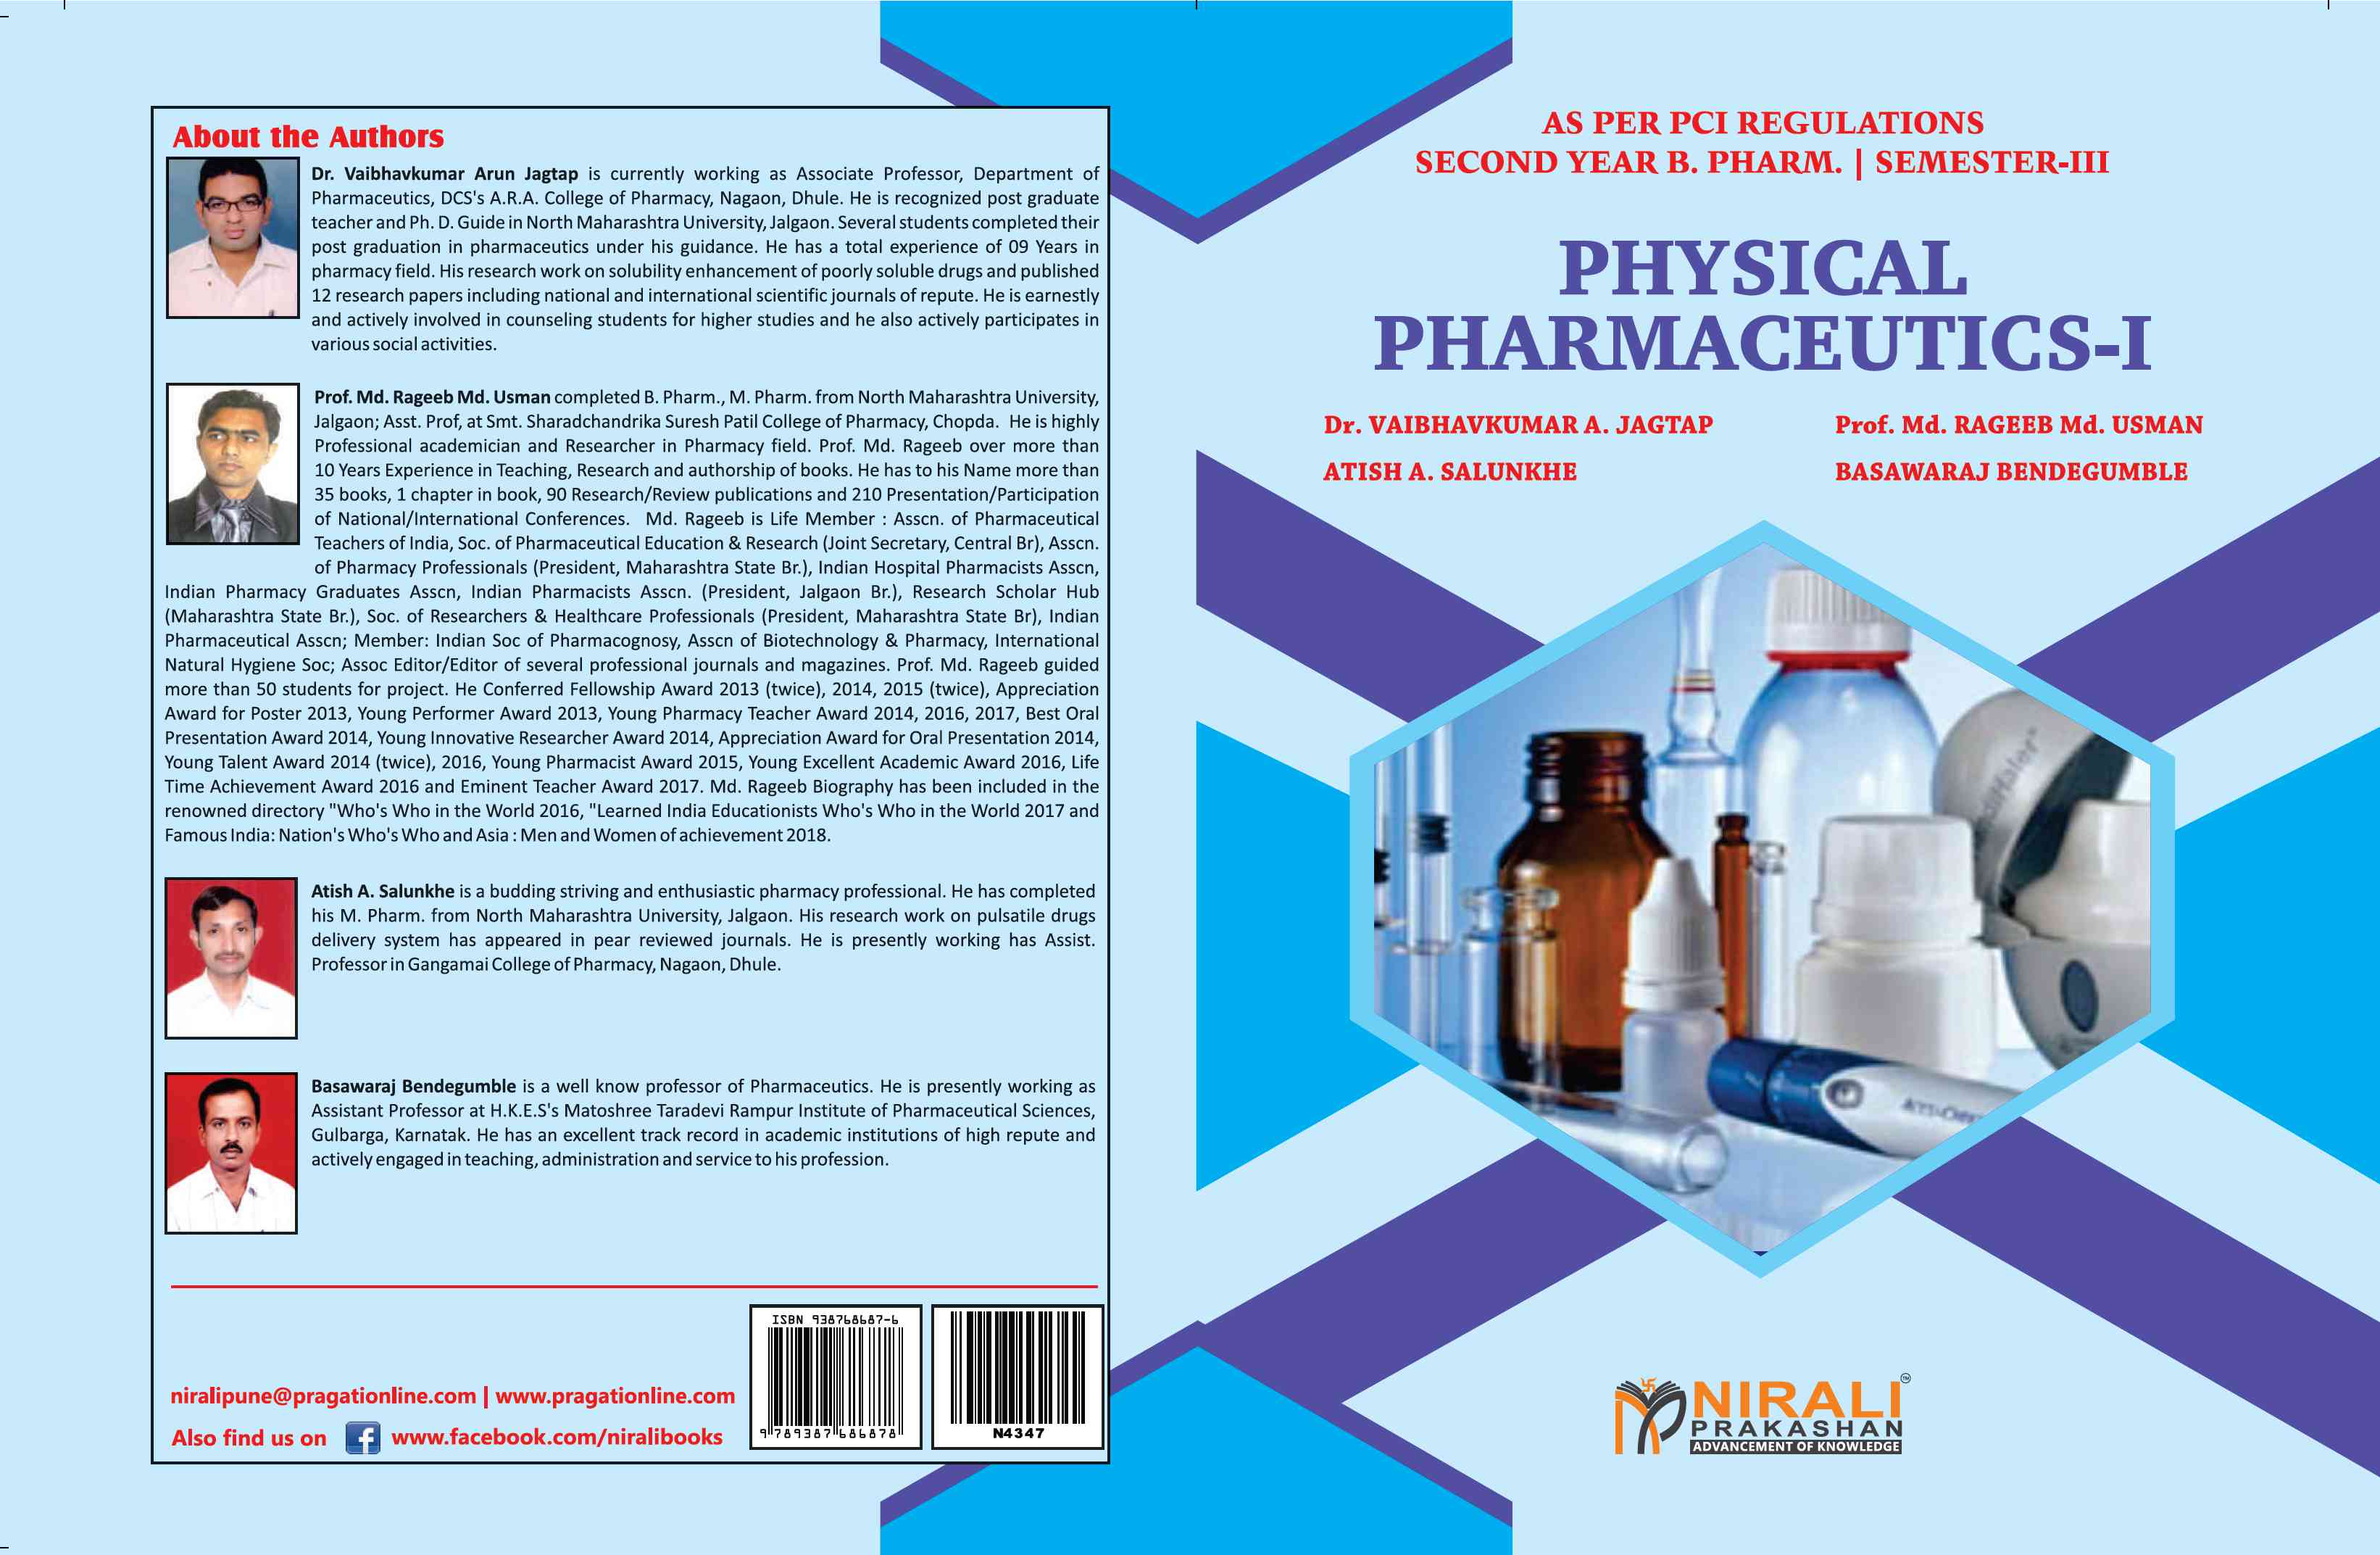 About the Authors
Dr. Vaibhavkumar Arun Jagtap is currently working as Associate Professor, Department of
Pharmaceutics, DCS's A.R.A. College of Pharmacy, Nagaon, Dhule. He is recognized post graduate
teacher and Ph. D. Guide in North Maharashtra University, Jalgaon. Several students completed their
post graduation in pharmaceutics under his guidance. He has a total experience of 09 Years in
pharmacy field. His research work on solubility enhancement of poorly soluble drugs and published
12 research papers including national and international scientific journals of repute. He is earnestly
and actively involved in counseling students for higher studies and he also actively participates in
various social activities.
Prof. Md. Rageeb Md. Usman completed B. Pharm., M. Pharm. from North Maharashtra University,
Jalgaon; Asst. Prof, at Smt. Sharadchandrika Suresh Patil College of Pharmacy, Chopda. He is highly
Professional academician and Researcher in Pharmacy field. Prof. Md. Rageeb over more than
10 Years Experience in Teaching, Research and authorship of books. He has to his Name more than
35 books, 1 chapter in book, 90 Research/Review publications and 210 Presentation/Participation
of National/International Conferences. Md. Rageeb is Life Member : Asscn. of Pharmaceutical
Teachers of India, Soc. of Pharmaceutical Education & Research (Joint Secretary, Central Br), Asscn.
of Pharmacy Professionals (President, Maharashtra State Br.), Indian Hospital Pharmacists Asscn,
Indian Pharmacy Graduates Asscn, Indian Pharmacists Asscn. (President, Jalgaon Br.), Research Scholar Hub
(Maharashtra State Br.), Soc. of Researchers & Healthcare Professionals (President, Maharashtra State Br), Indian
Pharmaceutical Asscn; Member: Indian Soc of Pharmacognosy, Asscn of Biotechnology & Pharmacy, International
Natural Hygiene Soc; Assoc Editor/Editor of several professional journals and magazines. Prof. Md. Rageeb guided
more than 50 students for project. He Conferred Fellowship Award 2013 (twice), 2014, 2015 (twice), Appreciation
Award for Poster 2013, Young Performer Award 2013, Young Pharmacy Teacher Award 2014, 2016, 2017, Best Oral
Presentation Award 2014, Young Innovative Researcher Award 2014, Appreciation Award for Oral Presentation 2014,
Young Talent Award 2014 (twice), 2016, Young Pharmacist Award 2015, Young Excellent Academic Award 2016, Life
Time Achievement Award 2016 and Eminent Teacher Award 2017. Md. Rageeb Biography has been included in the
renowned directory "Who's Who in the World 2016, "Learned India Educationists Who's Who in the World 2017 and
Famous India: Nation's Who's Who and Asia : Men and Women of achievement 2018.
Atish A. Salunkhe is a budding striving and enthusiastic pharmacy professional. He has completed
his M. Pharm. from North Maharashtra University, Jalgaon. His research work on pulsatile drugs
delivery system has appeared in pear reviewed journals. He is presently working has Assist.
Professor in Gangamai College of Pharmacy, Nagaon, Dhule.
Basawaraj Bendegumble is a well know professor of Pharmaceutics. He is presently working as
Assistant Professor at H.K.E.S's Matoshree Taradevi Rampur Institute of Pharmaceutical Sciences,
Gulbarga, Karnatak. He has an excellent track record in academic institutions of high repute and
actively engaged in teaching, administration and service to his profession.
niralipune@pragationline.com | www.pragationline.com
Also find us on f www.facebook.com/niralibooks
ISBN 938768687-6
9 789387 686878
N4347
AS PER PCI REGULATIONS
SECOND YEAR B. PHARM. | SEMESTER-III
PHYSICAL
PHARMACEUTICS-I
Dr. VAIBHAVKUMAR A. JAGTAP Prof. Md. RAGEEB Md. USMAN
ATISH A. SALUNKHE BASAWARAJ BENDEGUMBLE
NIRALI TM
PRAKASHAN
ADVANCEMENT OF KNOWLEDGE